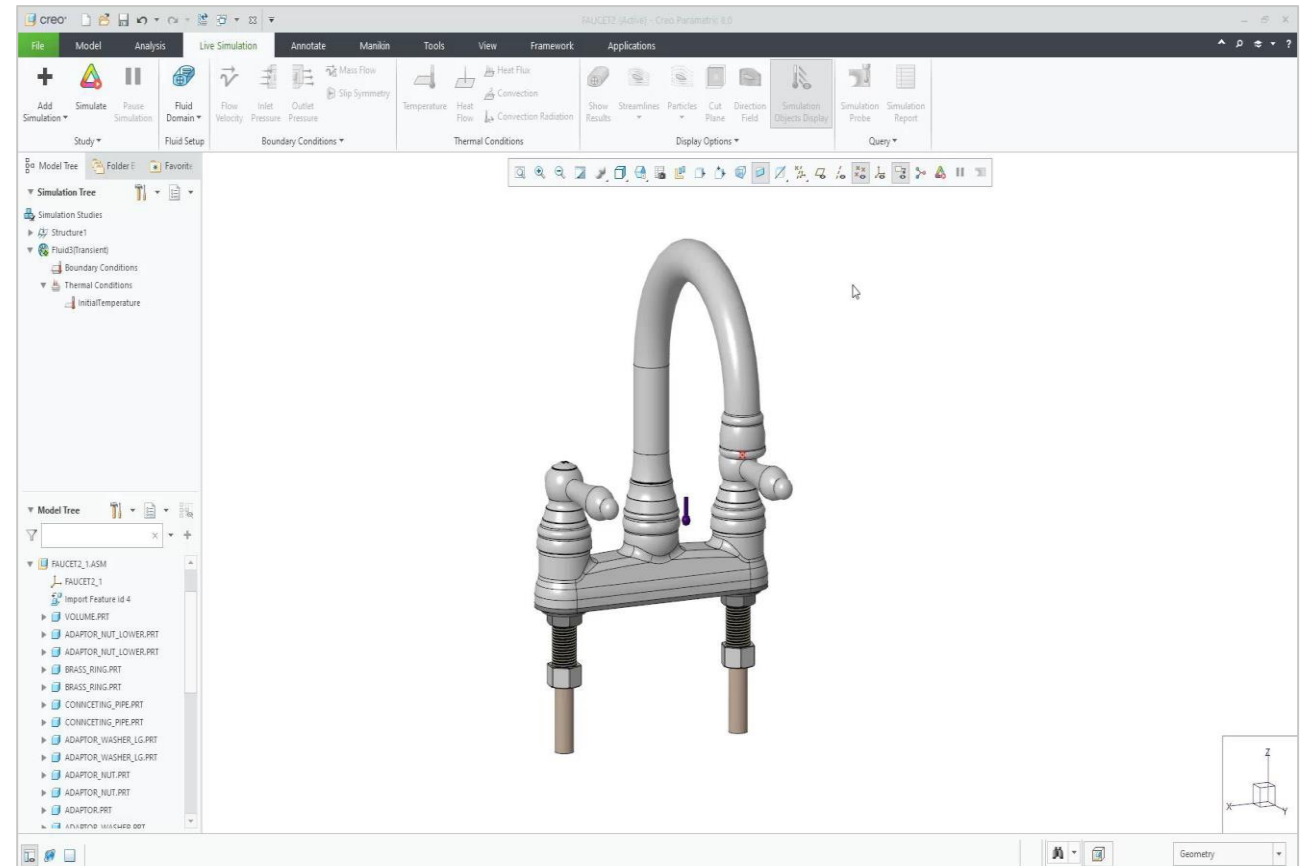 creo
FAUCET2 (Active) - Creo Parametric 8.0
File Model Analysis Live Simulation Annotate Manikin Tools View Framework Applications
Add Simulation
Simulate
Pause Simulation
Fluid Domain
Flow Velocity
Inlet Pressure
Outlet Pressure
Mass Flow
Slip Symmetry
Temperature
Heat Flow
Heat Flux
Convection
Convection Radiation
Show Results
Streamlines
Particles
Cut Plane
Direction Field
Simulation Objects Display
Simulation Probe
Simulation Report
Study Fluid Setup Boundary Conditions Thermal Conditions Display Options Query
Model Tree Folder Favorite
Simulation Tree
Simulation Studies
Structure1
Fluid3(Transient)
Boundary Conditions
Thermal Conditions
InitialTemperature
Model Tree
FAUCET2_1.ASM
FAUCET2_1
Import Feature id 4
VOLUME.PRT
ADAPTOR_NUT_LOWER.PRT
ADAPTOR_NUT_LOWER.PRT
BRASS_RING.PRT
BRASS_RING.PRT
CONNCETING_PIPE.PRT
CONNCETING_PIPE.PRT
ADAPTOR_WASHER_LG.PRT
ADAPTOR_WASHER_LG.PRT
ADAPTOR_NUT.PRT
ADAPTOR_NUT.PRT
ADAPTOR.PRT
ADAPTOR_WASHER.PRT
Z
X
Y
Geometry